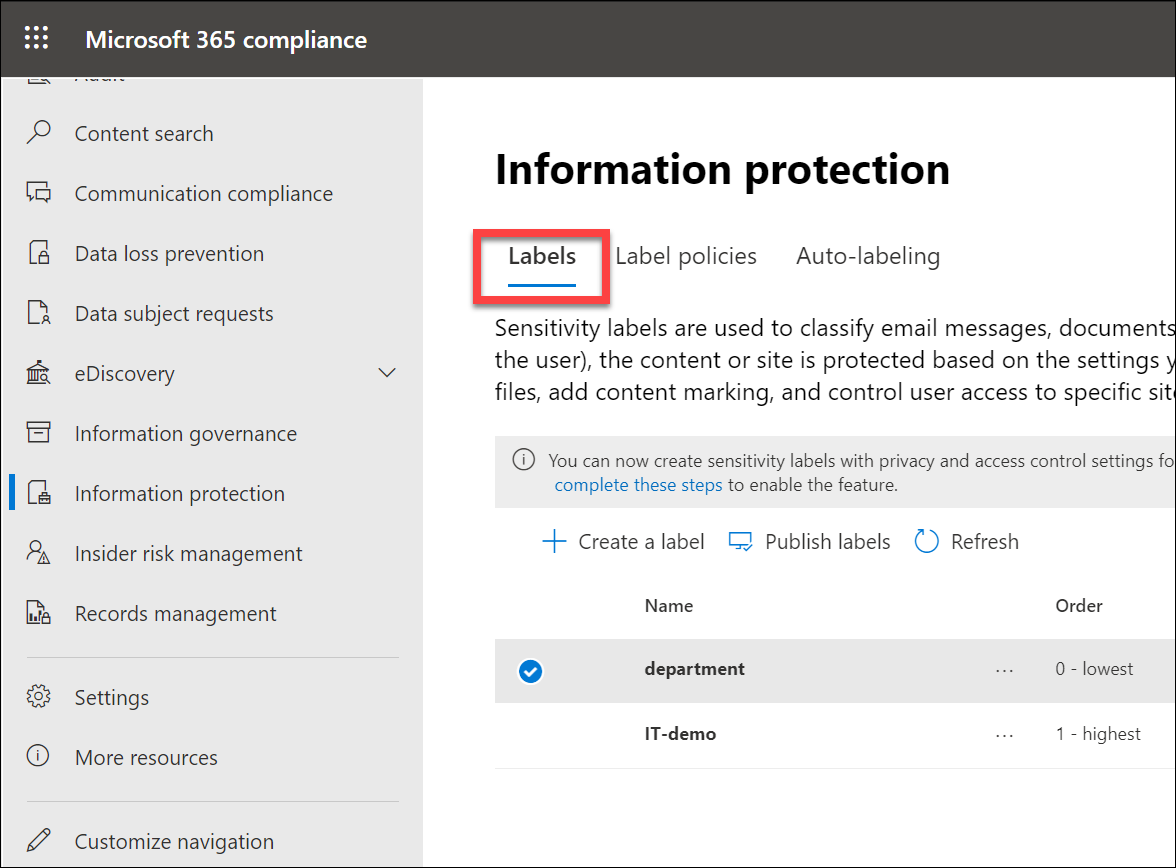 Microsoft 365 compliance
Audit
Content search
Communication compliance
Data loss prevention
Data subject requests
eDiscovery
Information governance
Information protection
Insider risk management
Records management
Settings
More resources
Customize navigation
Information protection
Labels Label policies Auto-labeling
Sensitivity labels are used to classify email messages, documents
the user), the content or site is protected based on the settings y
files, add content marking, and control user access to specific sit
You can now create sensitivity labels with privacy and access control settings fo
complete these steps to enable the feature.
Create a label Publish labels Refresh
Name Order
department ... 0 - lowest
IT-demo ... 1 - highest